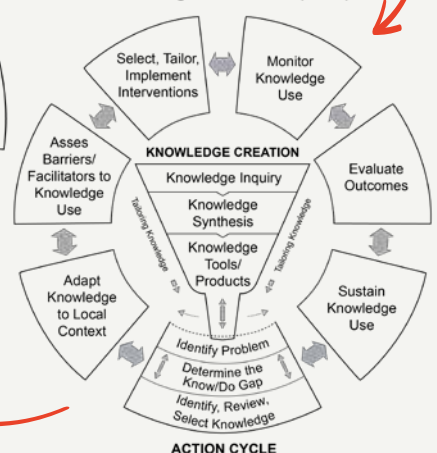 Select, Tailor,
Implement
Interventions
Monitor
Knowledge
Use
Asses
Barriers/
Facilitators to
Knowledge
Use
KNOWLEDGE CREATION
Knowledge Inquiry
Knowledge
Synthesis
Knowledge
Tools/
Products
Tailoring Knowledge
Tailoring Knowledge
Evaluate
Outcomes
Adapt
Knowledge
to Local
Context
Sustain
Knowledge
Use
Identify Problem
Determine the
Know/Do Gap
Identify, Review,
Select Knowledge
ACTION CYCLE